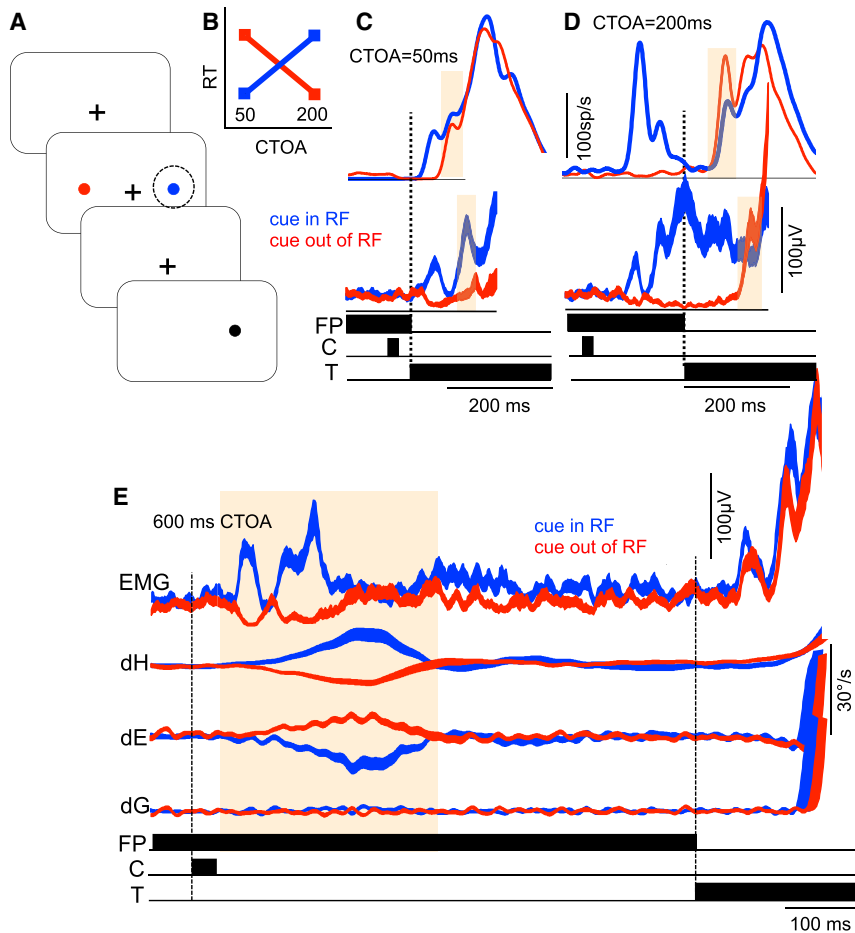 A
B
RT
50 200
CTOA
C
CTOA=50ms
D
CTOA=200ms
100sp/s
cue in RF
cue out of RF
100µV
FP
C
T
200 ms
200 ms
E
600 ms CTOA
cue in RF
cue out of RF
100µV
EMG
dH
dE
dG
30°/s
FP
C
T
100 ms